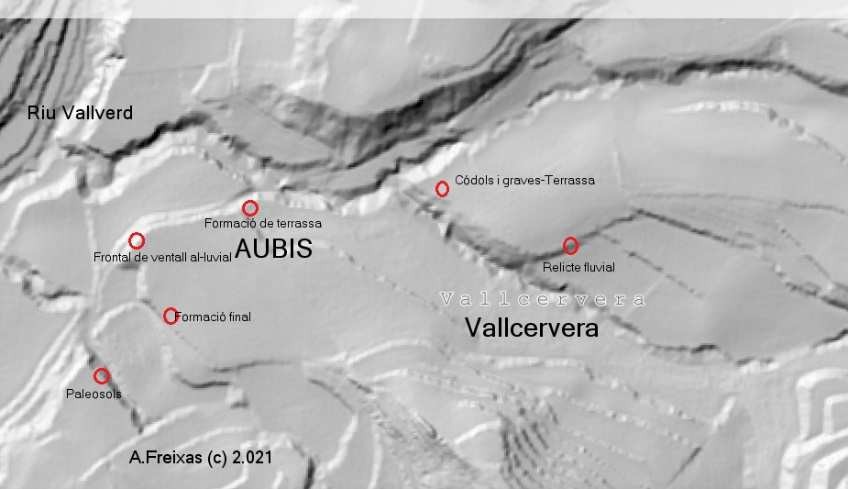 Riu Vallverd
Còdols i graves-Terrassa
Formació de terrassa
AUBIS
Frontal de ventall al-luvial
Relicte fluvial
Vallcervera
Formació final
Vallcervera
Paleosols
A.Freixas (c) 2.021